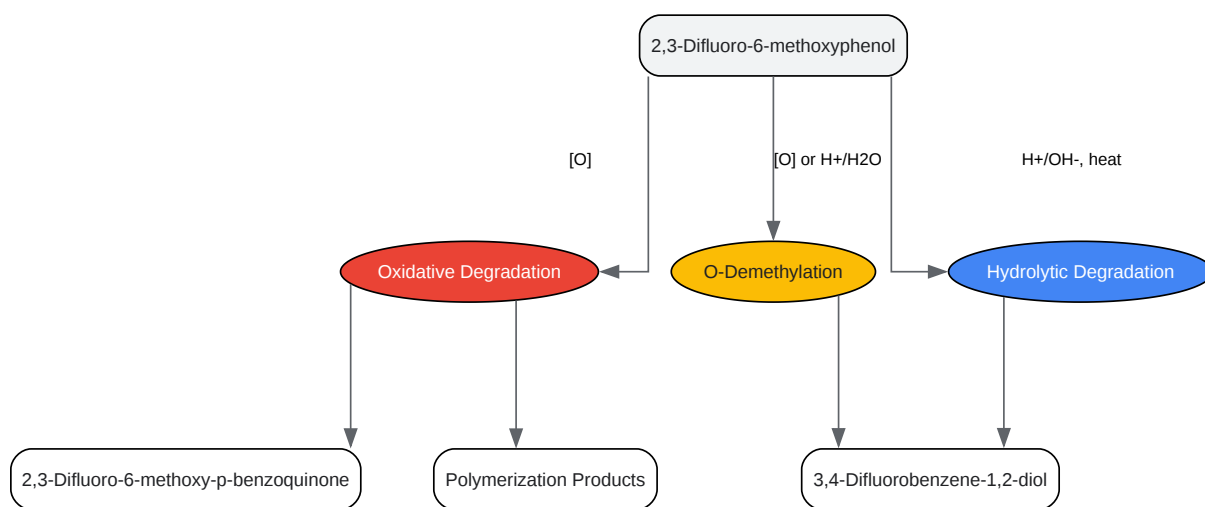 2,3-Difluoro-6-methoxyphenol
[O]
[O] or H+/H2O
H+/OH-, heat
Oxidative Degradation
O-Demethylation
Hydrolytic Degradation
2,3-Difluoro-6-methoxy-p-benzoquinone
Polymerization Products
3,4-Difluorobenzene-1,2-diol